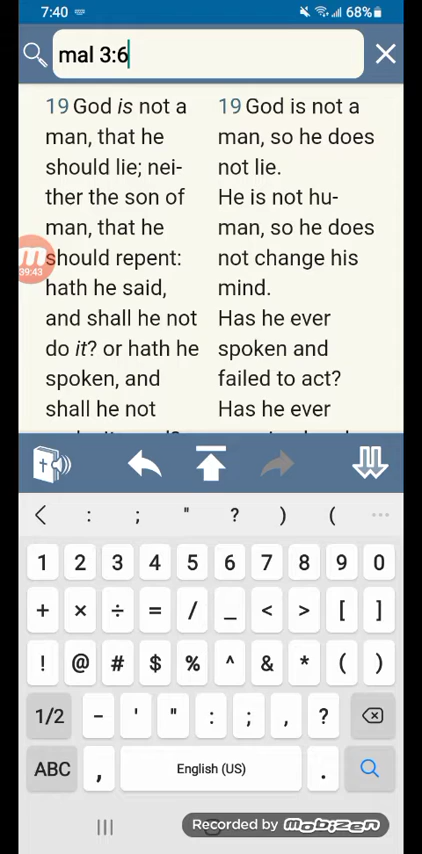 7:40 68%
mal 3:6
19 God is not a
man, that he
should lie; nei-
ther the son of
man, that he
should repent:
hath he said,
and shall he not
do it? or hath he
spoken, and
shall he not
19 God is not a
man, so he does
not lie.
He is not hu-
man, so he does
not change his
mind.
Has he ever
spoken and
failed to act?
Has he ever
39:43
: ; " ? ) ( ...
1 2 3 4 5 6 7 8 9 0
+ × ÷ = / _ < > [ ]
! @ # $ % ^ & * ( )
1/2 - ' " : ; , ?
ABC , English (US) .
Recorded by mobizen